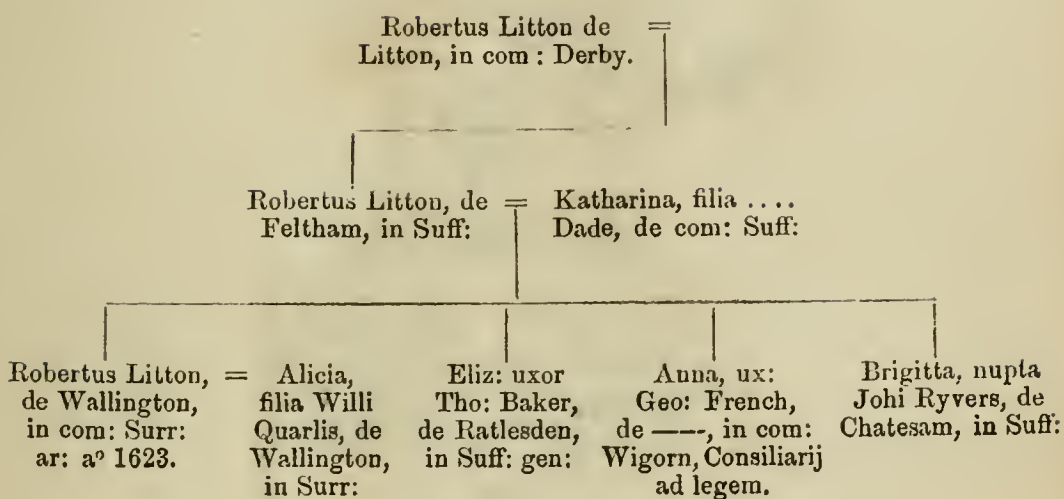 Robertus Litton de =
Litton, in com : Derby.
Robertus Litton, de = Katharina, filia ....
Feltham, in Suff: Dade, de com: Suff:
Robertus Litton, =
de Wallington,
in com: Surr:
ar: aº 1623.
Alicia,
filia Willi
Quarlis, de
Wallington,
in Surr:
Eliz: uxor
Tho: Baker,
de Ratlesden,
in Suff: gen:
Anna, ux:
Geo: French,
de ——, in com:
Wigorn, Consiliarij
ad legem.
Brigitta, nupta
Johi Ryvers, de
Chatesam, in Suff: